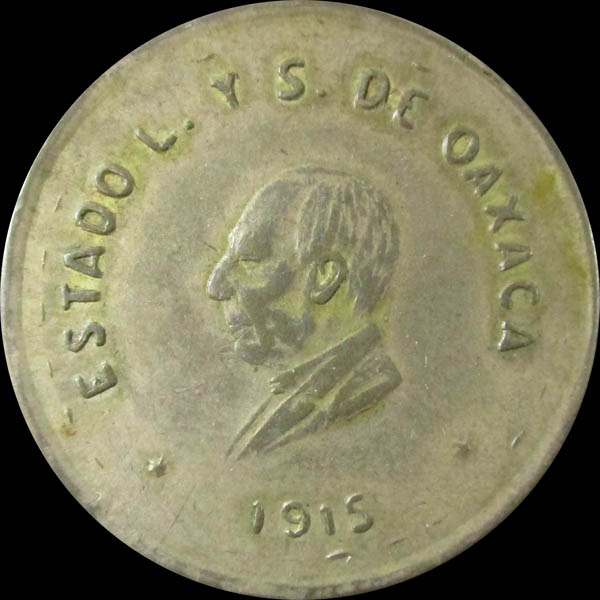 ESTADO L. Y S. DE OAXACA
1915